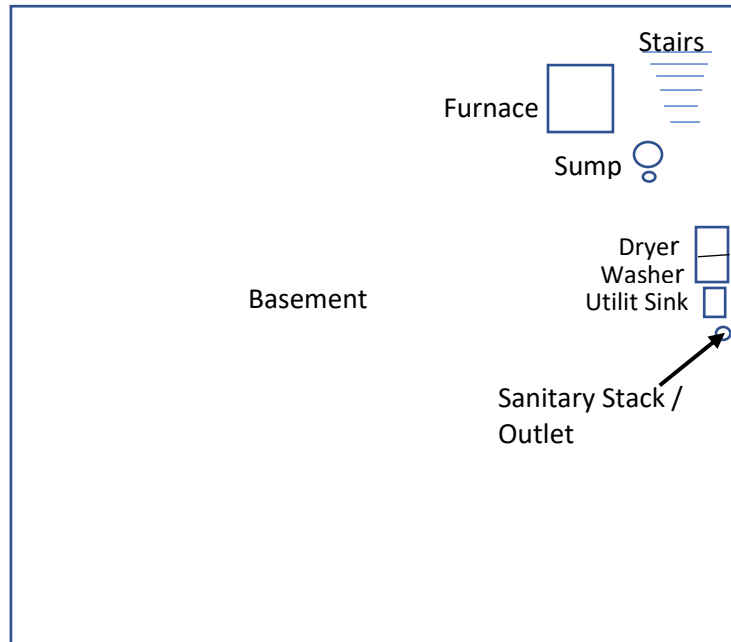 Stairs
Furnace
Sump
Dryer
Washer
Basement
Utilit Sink
Sanitary Stack /
Outlet